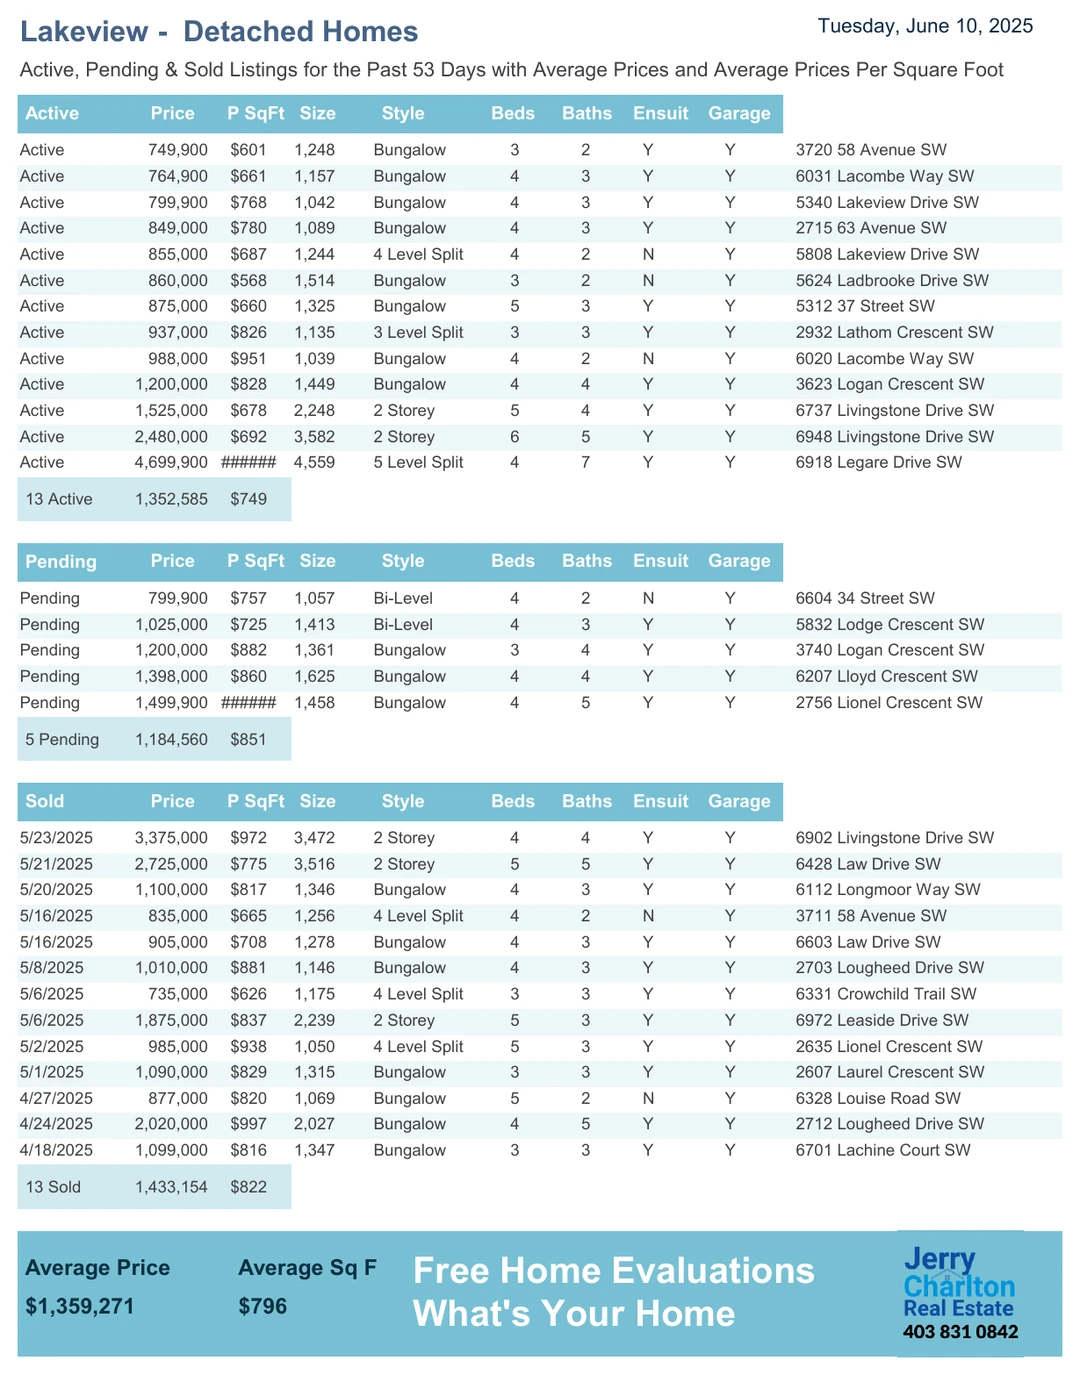 Lakeview - Detached Homes
Tuesday, June 10, 2025
Active, Pending & Sold Listings for the Past 53 Days with Average Prices and Average Prices Per Square Foot
Active Price P SqFt Size Style Beds Baths Ensuit Garage
Active 749,900 $601 1,248 Bungalow 3 2 Y Y 3720 58 Avenue SW
Active 764,900 $661 1,157 Bungalow 4 3 Y Y 6031 Lacombe Way SW
Active 799,900 $768 1,042 Bungalow 4 3 Y Y 5340 Lakeview Drive SW
Active 849,000 $780 1,089 Bungalow 4 3 Y Y 2715 63 Avenue SW
Active 855,000 $687 1,244 4 Level Split 4 2 N Y 5808 Lakeview Drive SW
Active 860,000 $568 1,514 Bungalow 3 2 N Y 5624 Ladbrooke Drive SW
Active 875,000 $660 1,325 Bungalow 5 3 Y Y 5312 37 Street SW
Active 937,000 $826 1,135 3 Level Split 3 3 Y Y 2932 Lathom Crescent SW
Active 988,000 $951 1,039 Bungalow 4 2 N Y 6020 Lacombe Way SW
Active 1,200,000 $828 1,449 Bungalow 4 4 Y Y 3623 Logan Crescent SW
Active 1,525,000 $678 2,248 2 Storey 5 4 Y Y 6737 Livingstone Drive SW
Active 2,480,000 $692 3,582 2 Storey 6 5 Y Y 6948 Livingstone Drive SW
Active 4,699,900 ###### 4,559 5 Level Split 4 7 Y Y 6918 Legare Drive SW
13 Active 1,352,585 $749
Pending Price P SqFt Size Style Beds Baths Ensuit Garage
Pending 799,900 $757 1,057 Bi-Level 4 2 N Y 6604 34 Street SW
Pending 1,025,000 $725 1,413 Bi-Level 4 3 Y Y 5832 Lodge Crescent SW
Pending 1,200,000 $882 1,361 Bungalow 3 4 Y Y 3740 Logan Crescent SW
Pending 1,398,000 $860 1,625 Bungalow 4 4 Y Y 6207 Lloyd Crescent SW
Pending 1,499,900 ###### 1,458 Bungalow 4 5 Y Y 2756 Lionel Crescent SW
5 Pending 1,184,560 $851
Sold Price P SqFt Size Style Beds Baths Ensuit Garage
5/23/2025 3,375,000 $972 3,472 2 Storey 4 4 Y Y 6902 Livingstone Drive SW
5/21/2025 2,725,000 $775 3,516 2 Storey 5 5 Y Y 6428 Law Drive SW
5/20/2025 1,100,000 $817 1,346 Bungalow 4 3 Y Y 6112 Longmoor Way SW
5/16/2025 835,000 $665 1,256 4 Level Split 4 2 N Y 3711 58 Avenue SW
5/16/2025 905,000 $708 1,278 Bungalow 4 3 Y Y 6603 Law Drive SW
5/8/2025 1,010,000 $881 1,146 Bungalow 4 3 Y Y 2703 Lougheed Drive SW
5/6/2025 735,000 $626 1,175 4 Level Split 3 3 Y Y 6331 Crowchild Trail SW
5/6/2025 1,875,000 $837 2,239 2 Storey 5 3 Y Y 6972 Leaside Drive SW
5/2/2025 985,000 $938 1,050 4 Level Split 5 3 Y Y 2635 Lionel Crescent SW
5/1/2025 1,090,000 $829 1,315 Bungalow 3 3 Y Y 2607 Laurel Crescent SW
4/27/2025 877,000 $820 1,069 Bungalow 5 2 N Y 6328 Louise Road SW
4/24/2025 2,020,000 $997 2,027 Bungalow 4 5 Y Y 2712 Lougheed Drive SW
4/18/2025 1,099,000 $816 1,347 Bungalow 3 3 Y Y 6701 Lachine Court SW
13 Sold 1,433,154 $822
Average Price Average Sq F
$1,359,271 $796
Free Home Evaluations
What's Your Home
Jerry
Charlton
Real Estate
403 831 0842